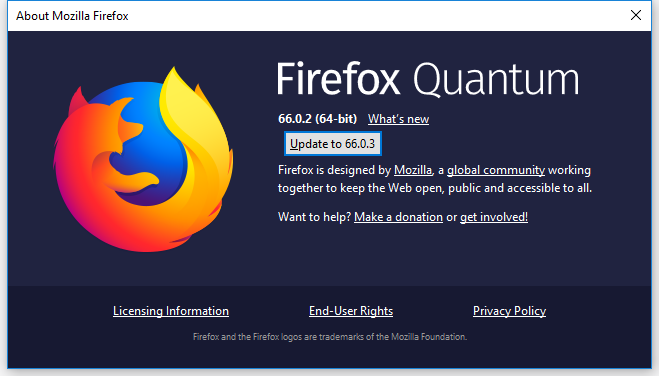 About Mozilla Firefox
Firefox Quantum
66.0.2 (64-bit) What's new
Update to 66.0.3
Firefox is designed by Mozilla, a global community working
together to keep the Web open, public and accessible to all.
Want to help? Make a donation or get involved!
Licensing Information End-User Rights Privacy Policy
Firefox and the Firefox logos are trademarks of the Mozilla Foundation.